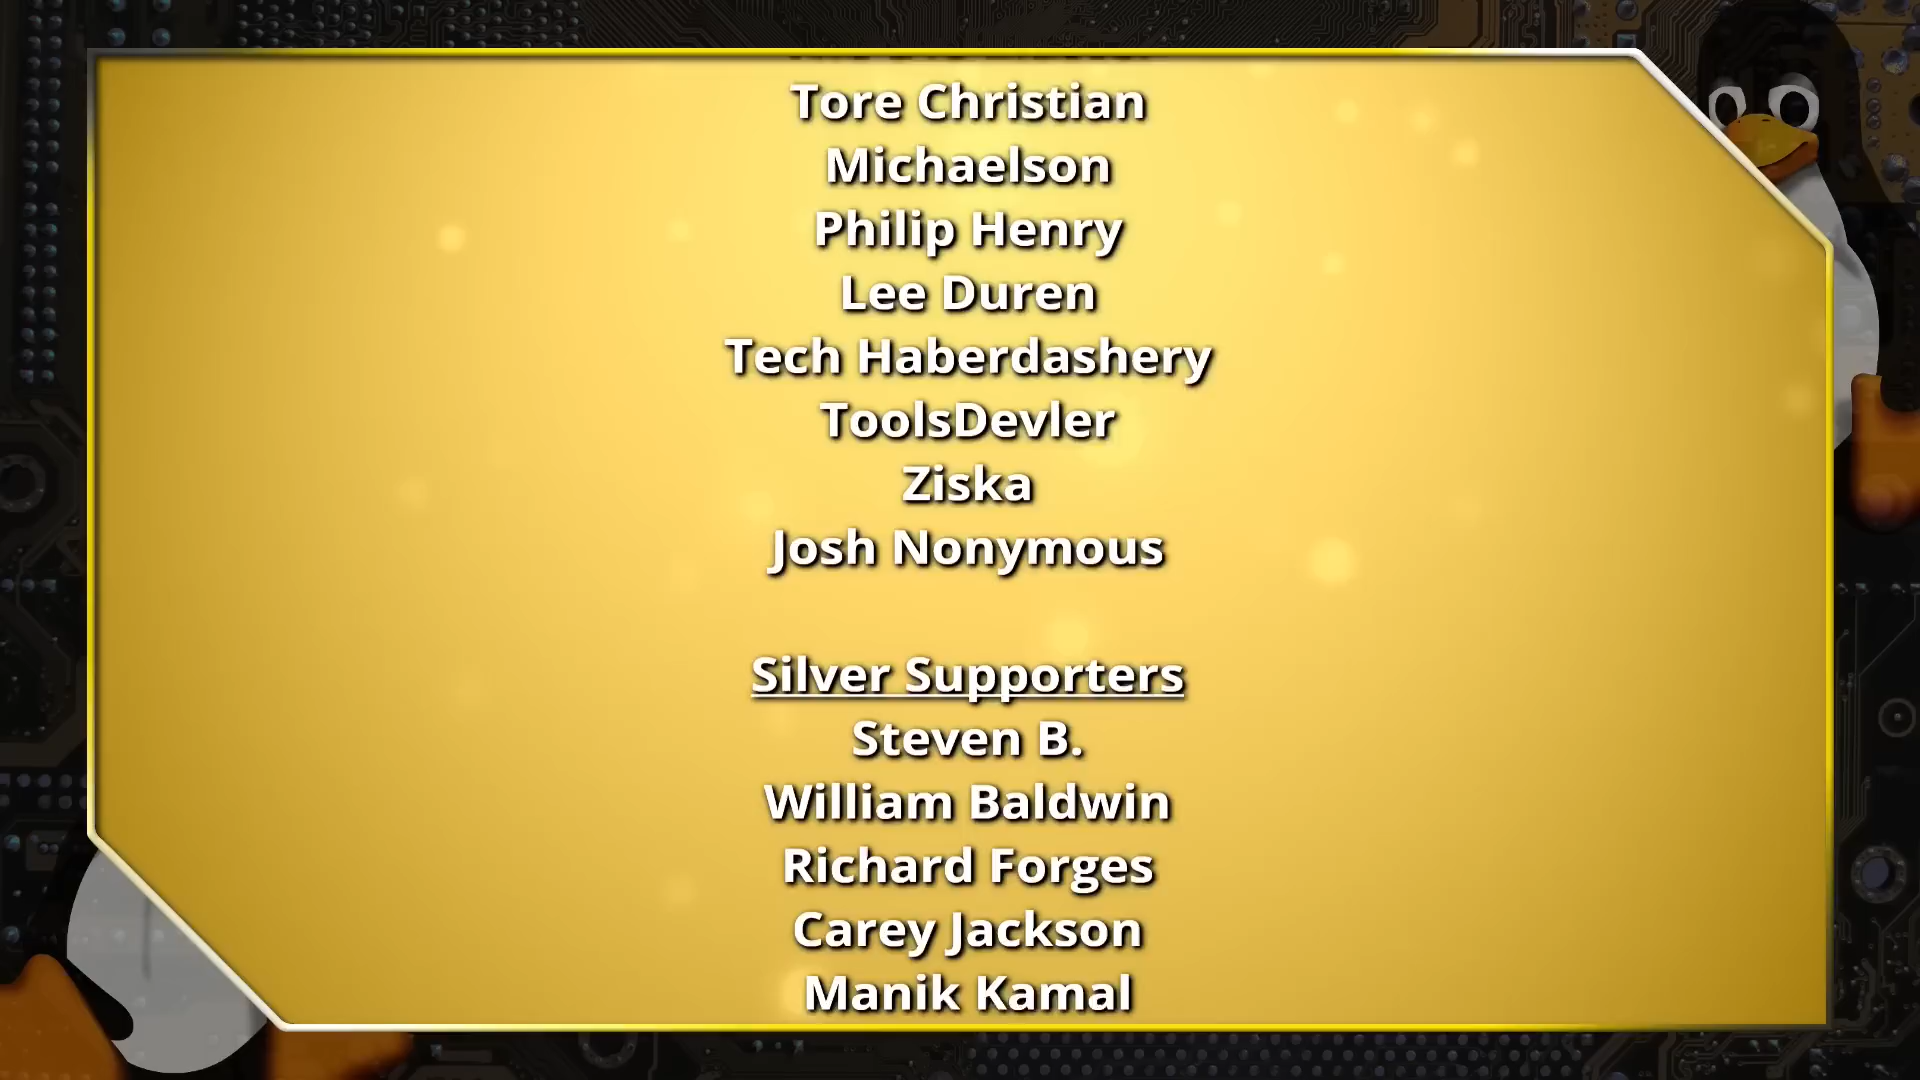 Tore Christian
Michaelson
Philip Henry
Lee Duren
Tech Haberdashery
ToolsDevler
Ziska
Josh Nonymous
Silver Supporters
Steven B.
William Baldwin
Richard Forges
Carey Jackson
Manik Kamal